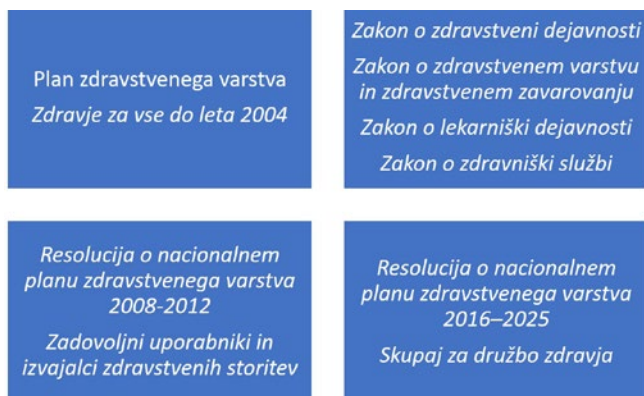 Plan zdravstvenega varstva
Zdravje za vse do leta 2004
Zakon o zdravstveni dejavnosti
Zakon o zdravstvenem varstvu
in zdravstvenem zavarovanju
Zakon o lekarniški dejavnosti
Zakon o zdravniški službi
Resolucija o nacionalnem
planu zdravstvenega varstva
2008-2012
Zadovoljni uporabniki in
izvajalci zdravstvenih storitev
Resolucija o nacionalnem
planu zdravstvenega varstva
2016–2025
Skupaj za družbo zdravja